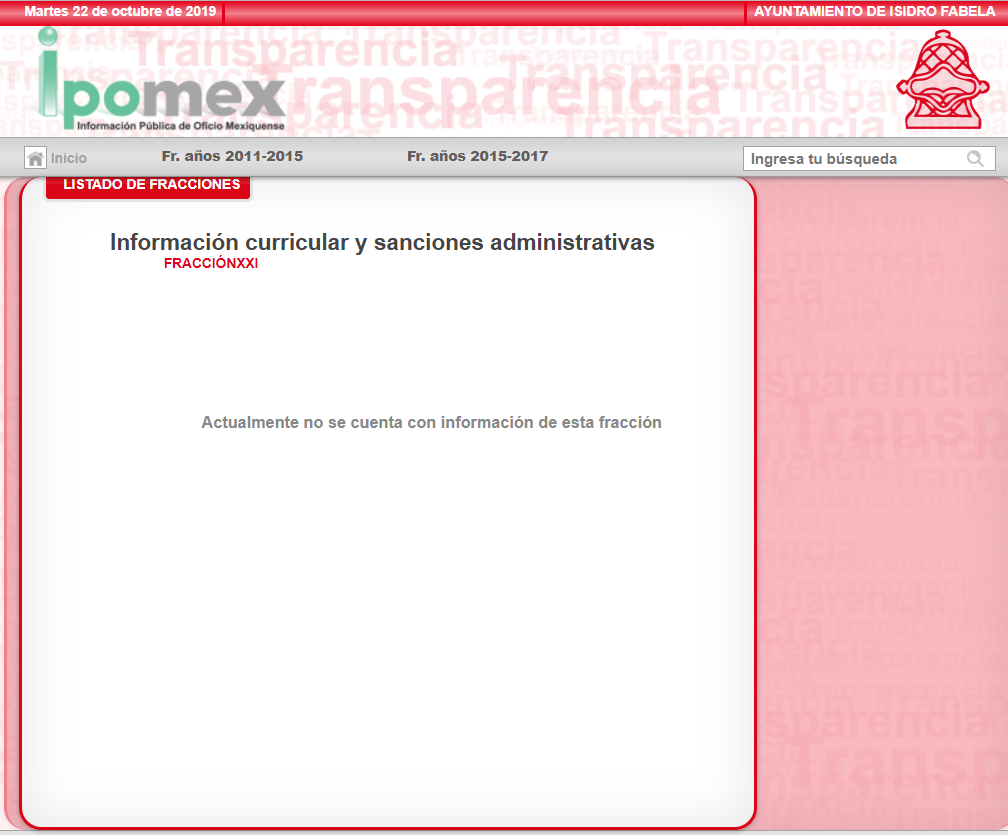 Martes 22 de octubre de 2019
AYUNTAMIENTO DE ISIDRO FABELA
ipomex
Información Pública de Oficio Mexiquense
Inicio
Fr. años 2011-2015
Fr. años 2015-2017
Ingresa tu búsqueda
LISTADO DE FRACCIONES
Información curricular y sanciones administrativas
FRACCIÓNXXI
Actualmente no se cuenta con información de esta fracción
Transparencia